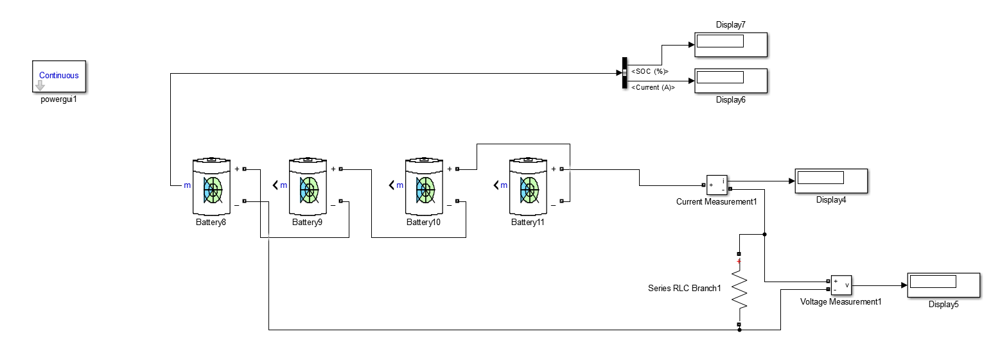 Display7
Continuous
powergui1
<SOC (%)>
<Current (A)>
Display6
+
+
+
+
m
m
m
m
_
_
_
_
Battery8
Battery9
Battery10
Battery11
+
i
-
Current Measurement1
Display4
+
Series RLC Branch1
+
-
v
Voltage Measurement1
Display5